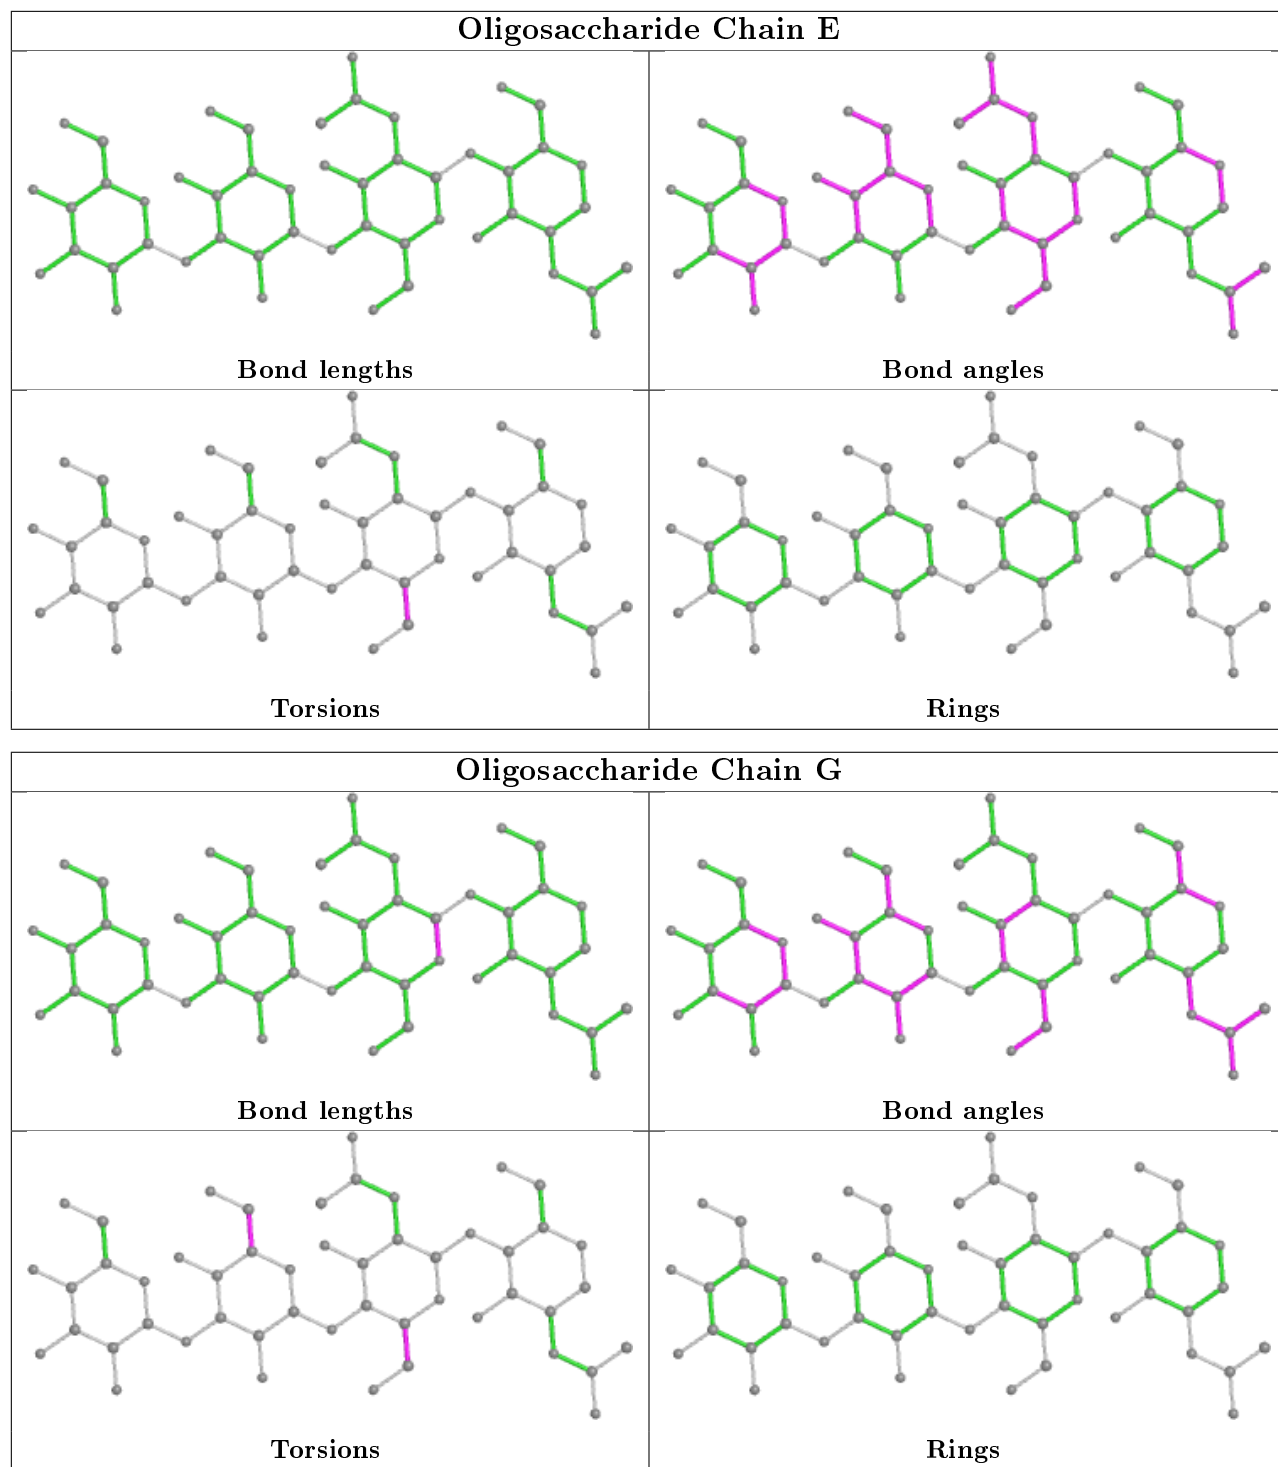 Oligosaccharide Chain E
Bond lengths
Bond angles
Torsions
Rings
Oligosaccharide Chain G
Bond lengths
Bond angles
Torsions
Rings